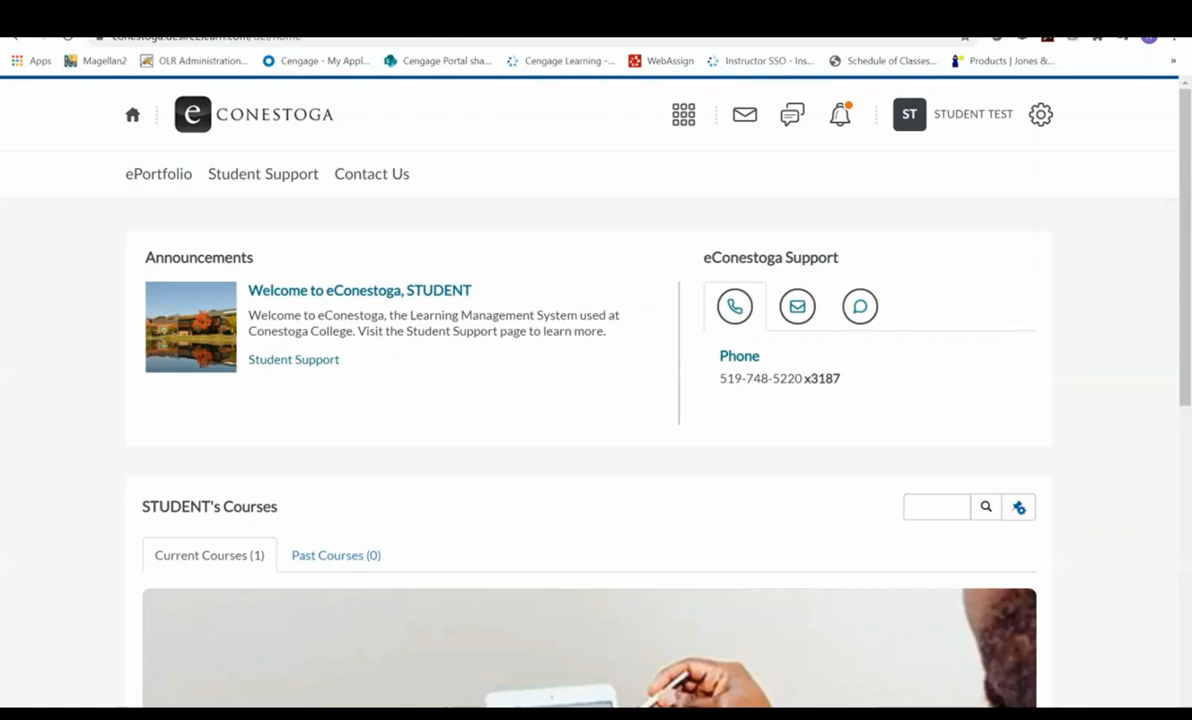 Apps Magellan2 OLR Administration... Cengage - My Appl... Cengage Portal sha... Cengage Learning -... WebAssign Instructor SSO - Ins... Schedule of Classes... Products | Jones &... »
e CONESTOGA ST STUDENT TEST
ePortfolio Student Support Contact Us
Announcements
Welcome to eConestoga, STUDENT
Welcome to eConestoga, the Learning Management System used at
Conestoga College. Visit the Student Support page to learn more.
Student Support
eConestoga Support
Phone
519-748-5220 x3187
STUDENT's Courses
Current Courses (1) Past Courses (0)